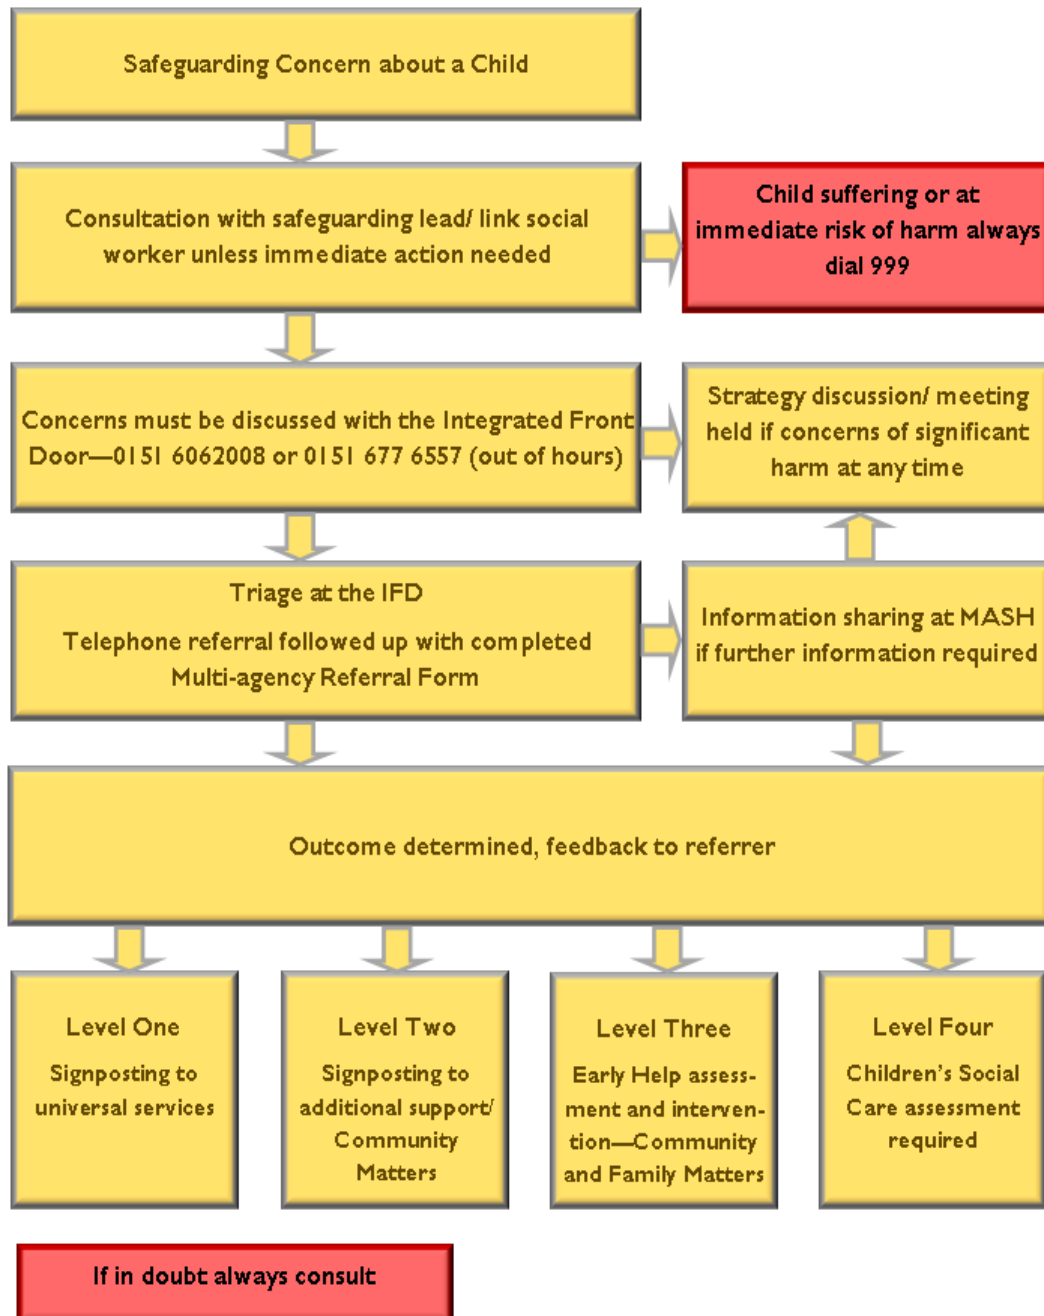 Safeguarding Concern about a Child
Consultation with safeguarding lead/ link social
worker unless immediate action needed
Child suffering or at
immediate risk of harm always
dial 999
Concerns must be discussed with the Integrated Front
Door—0151 6062008 or 0151 677 6557 (out of hours)
Strategy discussion/ meeting
held if concerns of significant
harm at any time
Triage at the IFD
Telephone referral followed up with completed
Multi-agency Referral Form
Information sharing at MASH
if further information required
Outcome determined, feedback to referrer
Level One
Signposting to
universal services
Level Two
Signposting to
additional support/
Community
Matters
Level Three
Early Help assess-
ment and interven-
tion—Community
and Family Matters
Level Four
Children's Social
Care assessment
required
If in doubt always consult